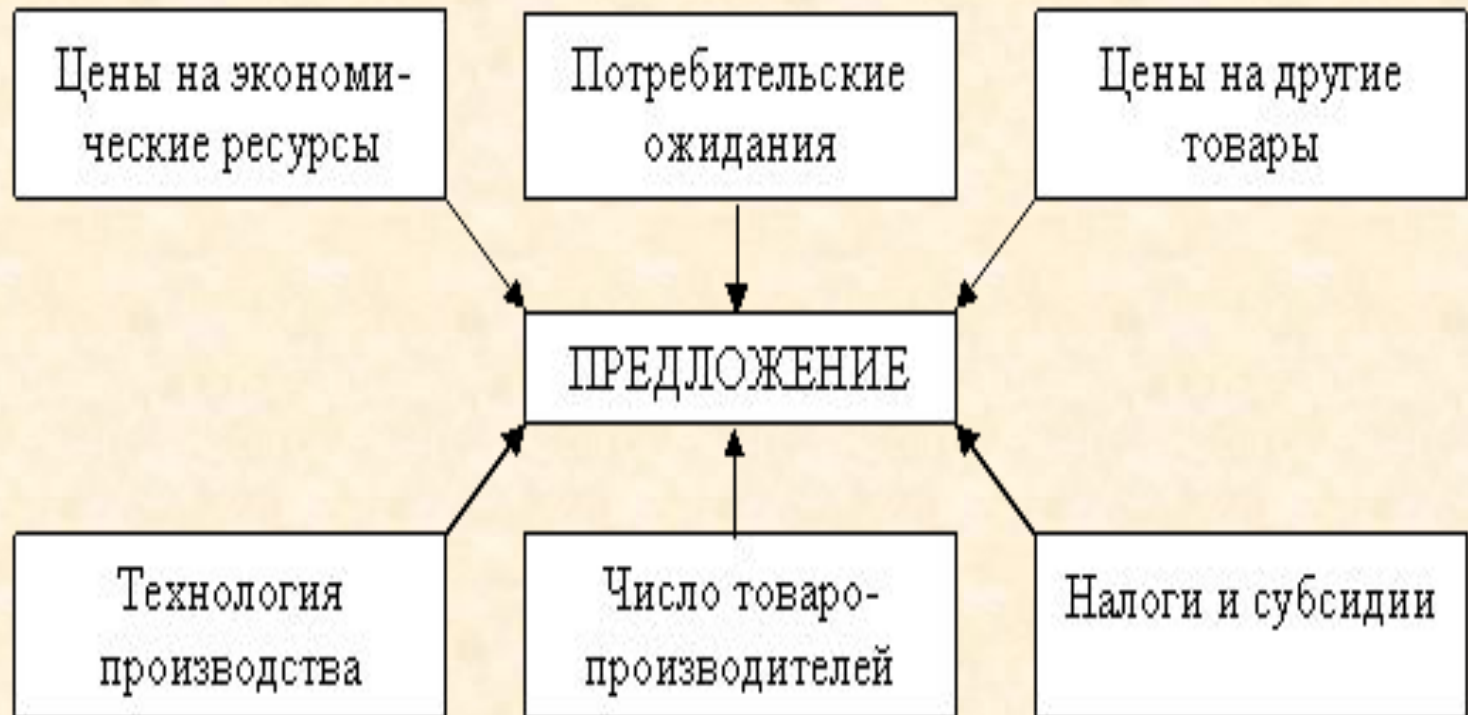 Цены на экономи-
ческие ресурсы
Потребительские
ожидания
Цены на другие
товары
ПРЕДЛОЖЕНИЕ
Технология
производства
Число товаро-
производителей
Налоги и субсидии